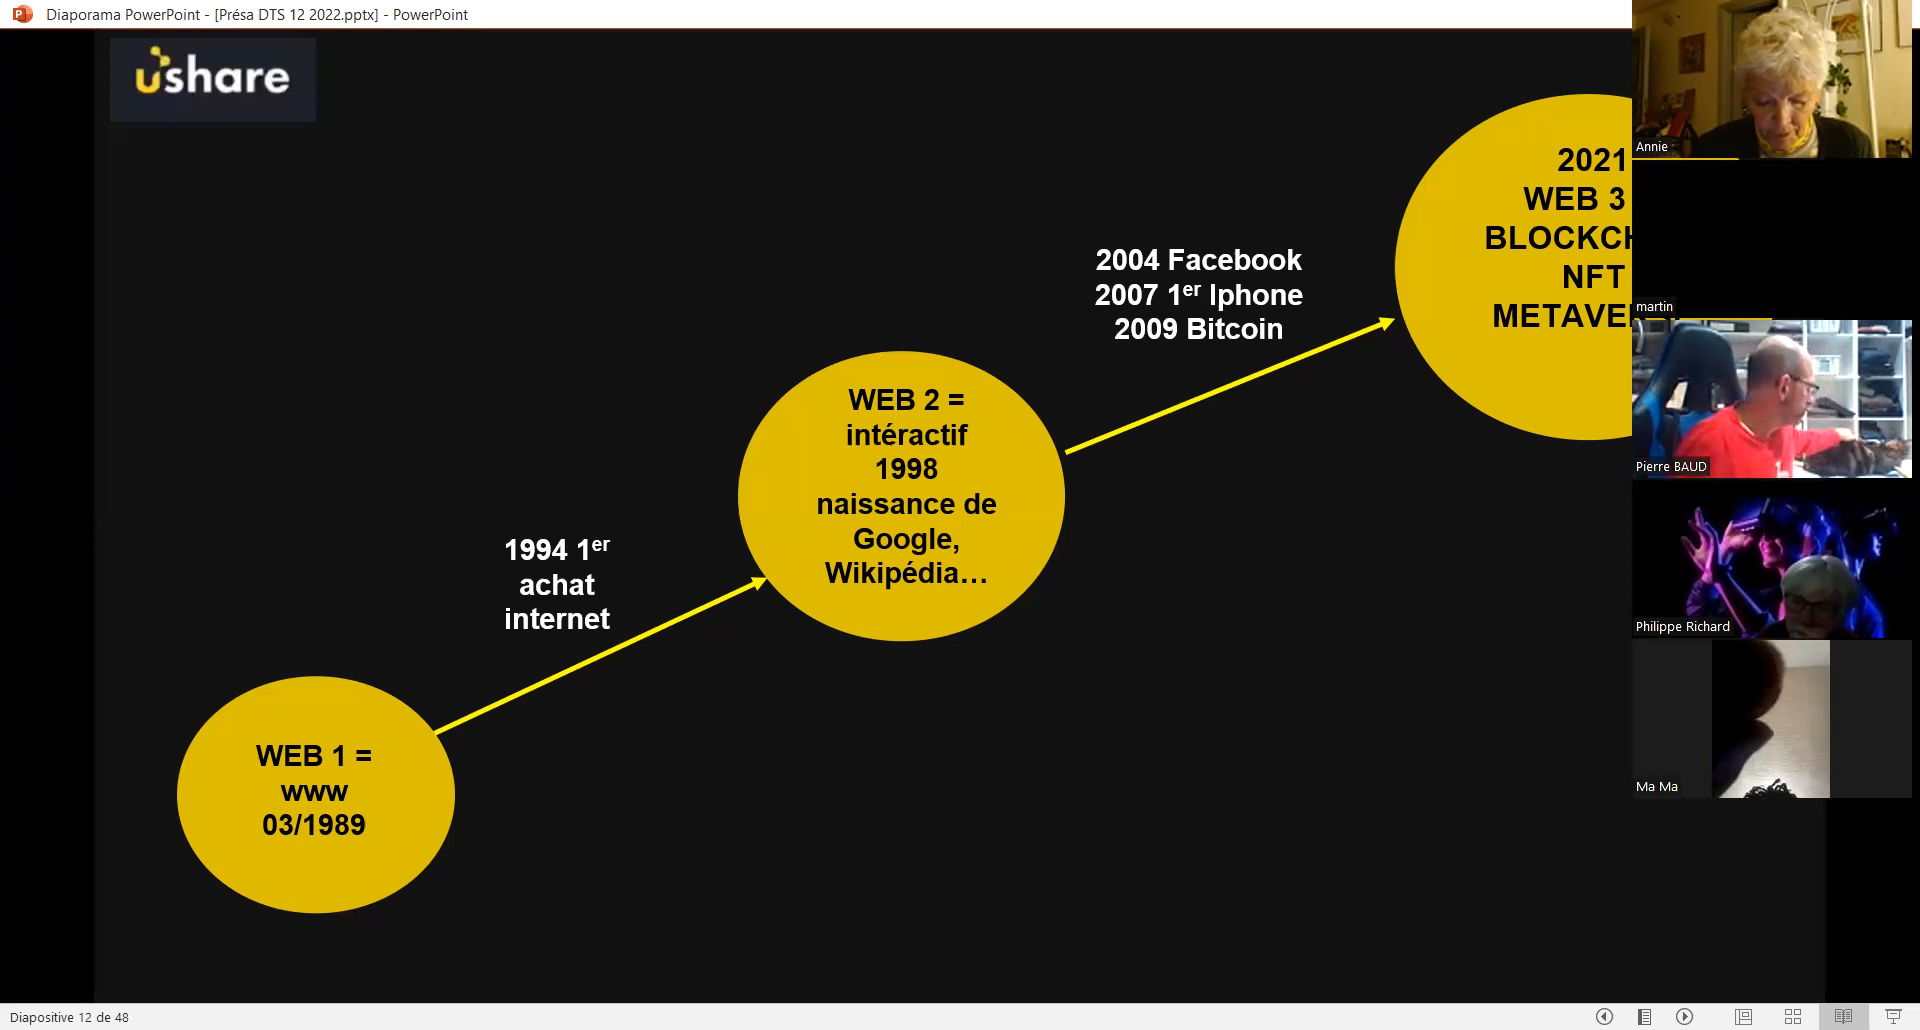 Diaporama PowerPoint - [Présa DTS 12 2022.pptx] - PowerPoint
ushare
2021
WEB 3
BLOCKCH
NFT
METAVE
2004 Facebook
2007 1er Iphone
2009 Bitcoin
WEB 2 =
intéractif
1998
naissance de
Google,
Wikipédia…
1994 1er
achat
internet
WEB 1 =
www
03/1989
Annie
martin
Pierre BAUD
Philippe Richard
Ma Ma
Diapositive 12 de 48